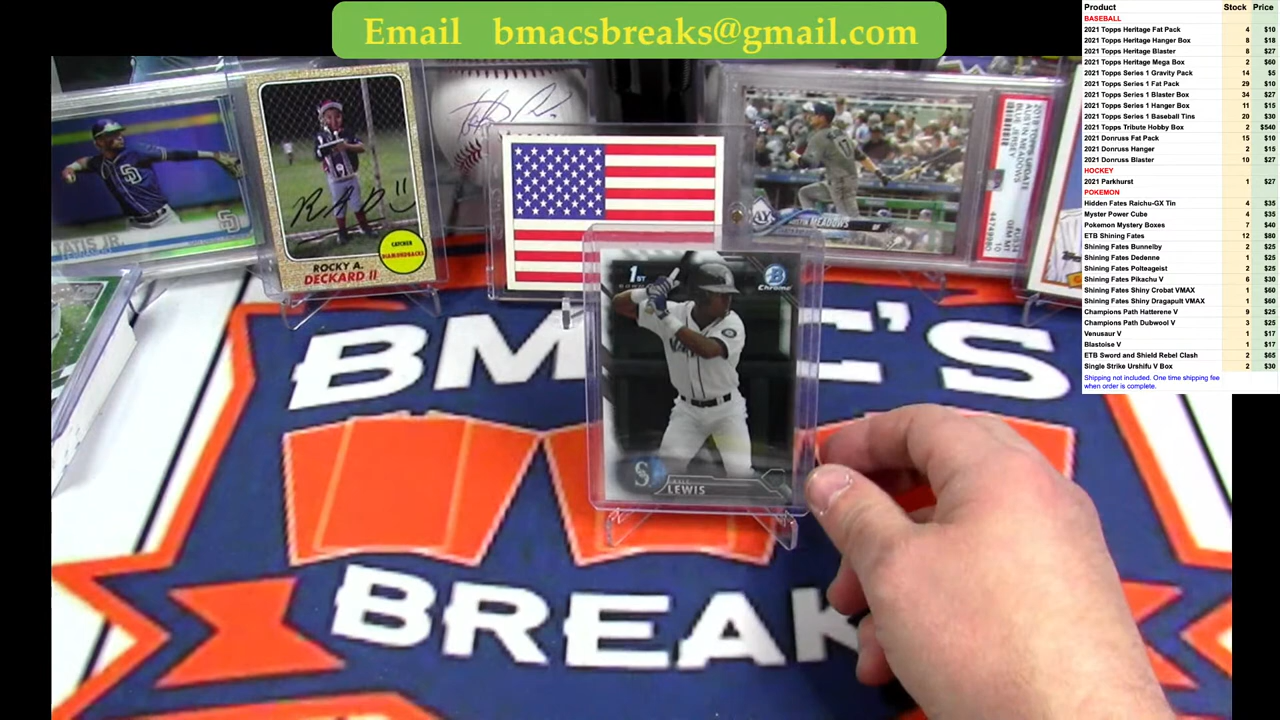 Email bmacsbreaks@gmail.com
Product Stock Price
BASEBALL
2021 Topps Heritage Fat Pack 4 $10
2021 Topps Heritage Hanger Box 8 $18
2021 Topps Heritage Blaster 8 $27
2021 Topps Heritage Mega Box 2 $60
2021 Topps Series 1 Gravity Pack 14 $5
2021 Topps Series 1 Fat Pack 29 $10
2021 Topps Series 1 Blaster Box 34 $27
2021 Topps Series 1 Hanger Box 11 $15
2021 Topps Series 1 Baseball Tins 20 $30
2021 Topps Tribute Hobby Box 2 $540
2021 Donruss Fat Pack 15 $10
2021 Donruss Hanger 2 $15
2021 Donruss Blaster 10 $27
HOCKEY
2021 Parkhurst 1 $27
POKEMON
Hidden Fates Raichu-GX Tin 4 $35
Myster Power Cube 4 $35
Pokemon Mystery Boxes 7 $40
ETB Shining Fates 12 $80
Shining Fates Bunnelby 2 $25
Shining Fates Dedenne 1 $25
Shining Fates Polteageist 2 $25
Shining Fates Pikachu V 6 $30
Shining Fates Shiny Crobat VMAX 1 $60
Shining Fates Shiny Dragapult VMAX 1 $60
Champions Path Hatterene V 9 $25
Champions Path Dubwool V 3 $25
Venusaur V 1 $17
Blastoise V 1 $17
ETB Sword and Shield Rebel Clash 2 $65
Single Strike Urshifu V Box 2 $30
Shipping not included. One time shipping fee
when order is complete.
TATIS JR.
SD
CATCHER
DIAMONDBACKS
ROCKY A.
DECKARD II
AUSTIN MEADOWS
17
1ST
Chrome
LEWIS
BMAC'S
BREAK